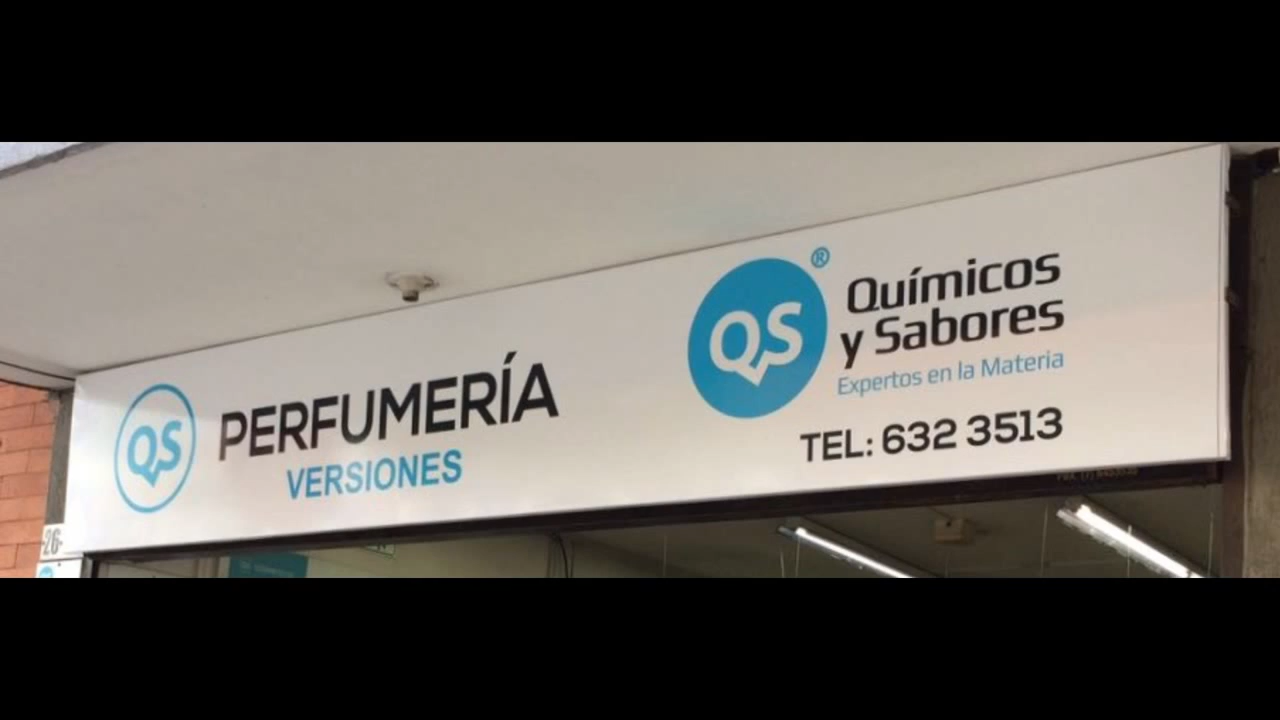 QS
PERFUMERÍA
VERSIONES
QS®
Químicos
y Sabores
Expertos en la Materia
TEL: 632 3513
26-